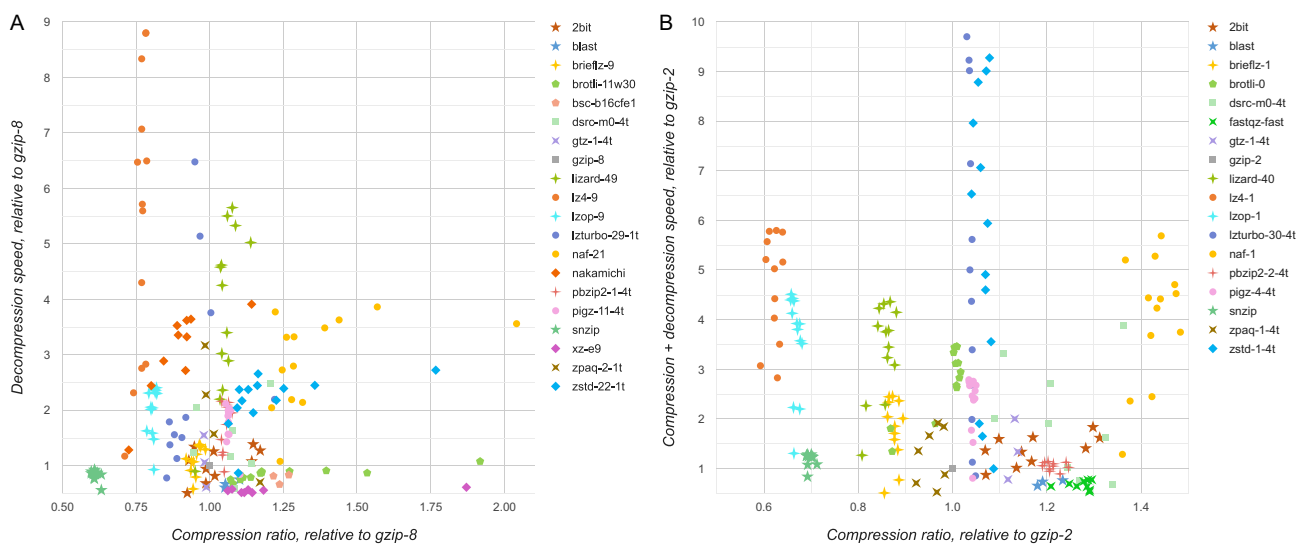 A
9
8
7
6
5
4
3
2
1
0.50
0.75
1.00
1.25
1.50
1.75
2.00
Decompression speed, relative to gzip-8
Compression ratio, relative to gzip-8
2bit
blast
brieflz-9
brotli-11w30
bsc-b16cfe1
dsrc-m0-4t
gtz-1-4t
gzip-8
lizard-49
lz4-9
lzop-9
lzturbo-29-1t
naf-21
nakamichi
pbzip2-1-4t
pigz-11-4t
snzip
xz-e9
zpaq-2-1t
zstd-22-1t
B
10
9
8
7
6
5
4
3
2
1
0.6
0.8
1.0
1.2
1.4
Compression + decompression speed, relative to gzip-2
Compression ratio, relative to gzip-2
2bit
blast
brieflz-1
brotli-0
dsrc-m0-4t
fastqz-fast
gtz-1-4t
gzip-2
lizard-40
lz4-1
lzop-1
lzturbo-30-4t
naf-1
pbzip2-2-4t
pigz-4-4t
snzip
zpaq-1-4t
zstd-1-4t